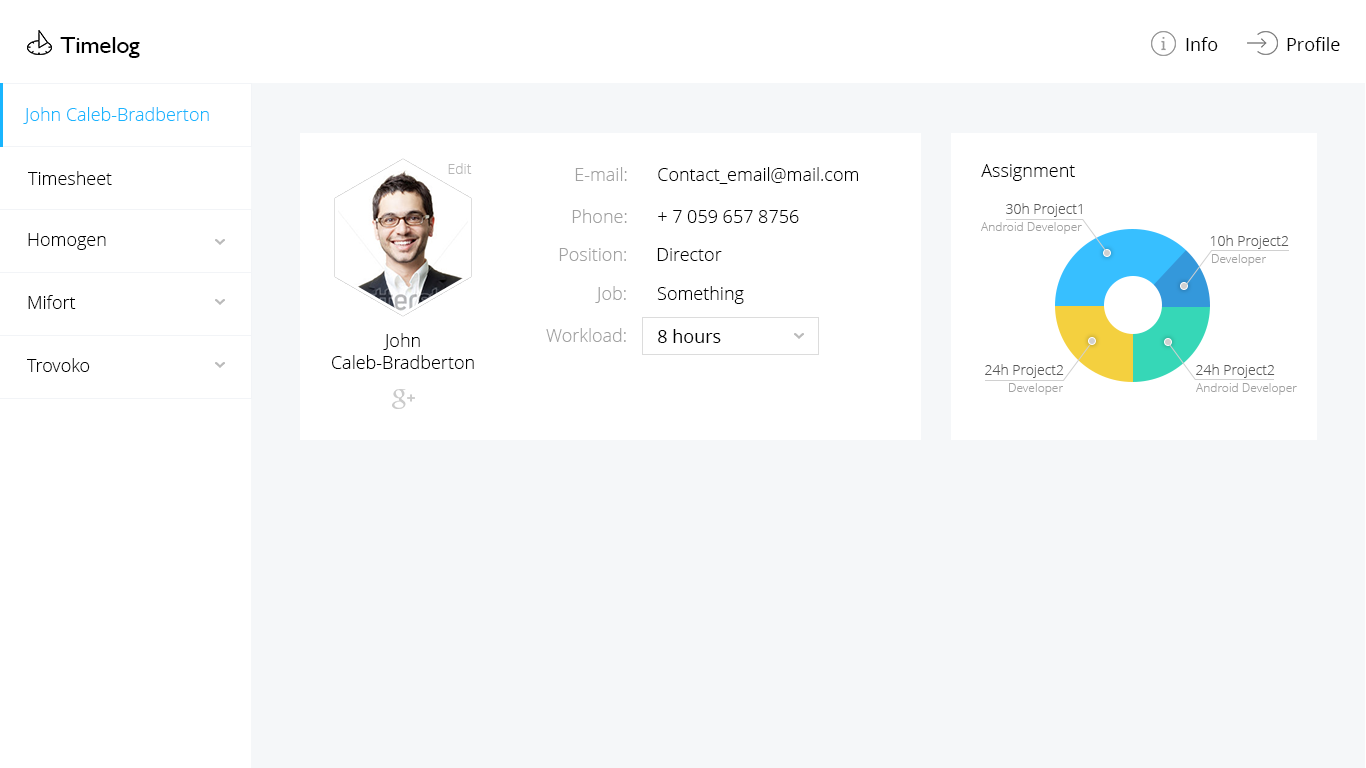 Timelog
Info
Profile
John Caleb-Bradberton
Timesheet
Homogen
Mifort
Trovoko
Edit
John
Caleb-Bradberton
g+
E-mail: Contact_email@mail.com
Phone: + 7 059 657 8756
Position: Director
Job: Something
Workload: 8 hours
Assignment
30h Project1
Android Developer
10h Project2
Developer
24h Project2
Developer
24h Project2
Android Developer